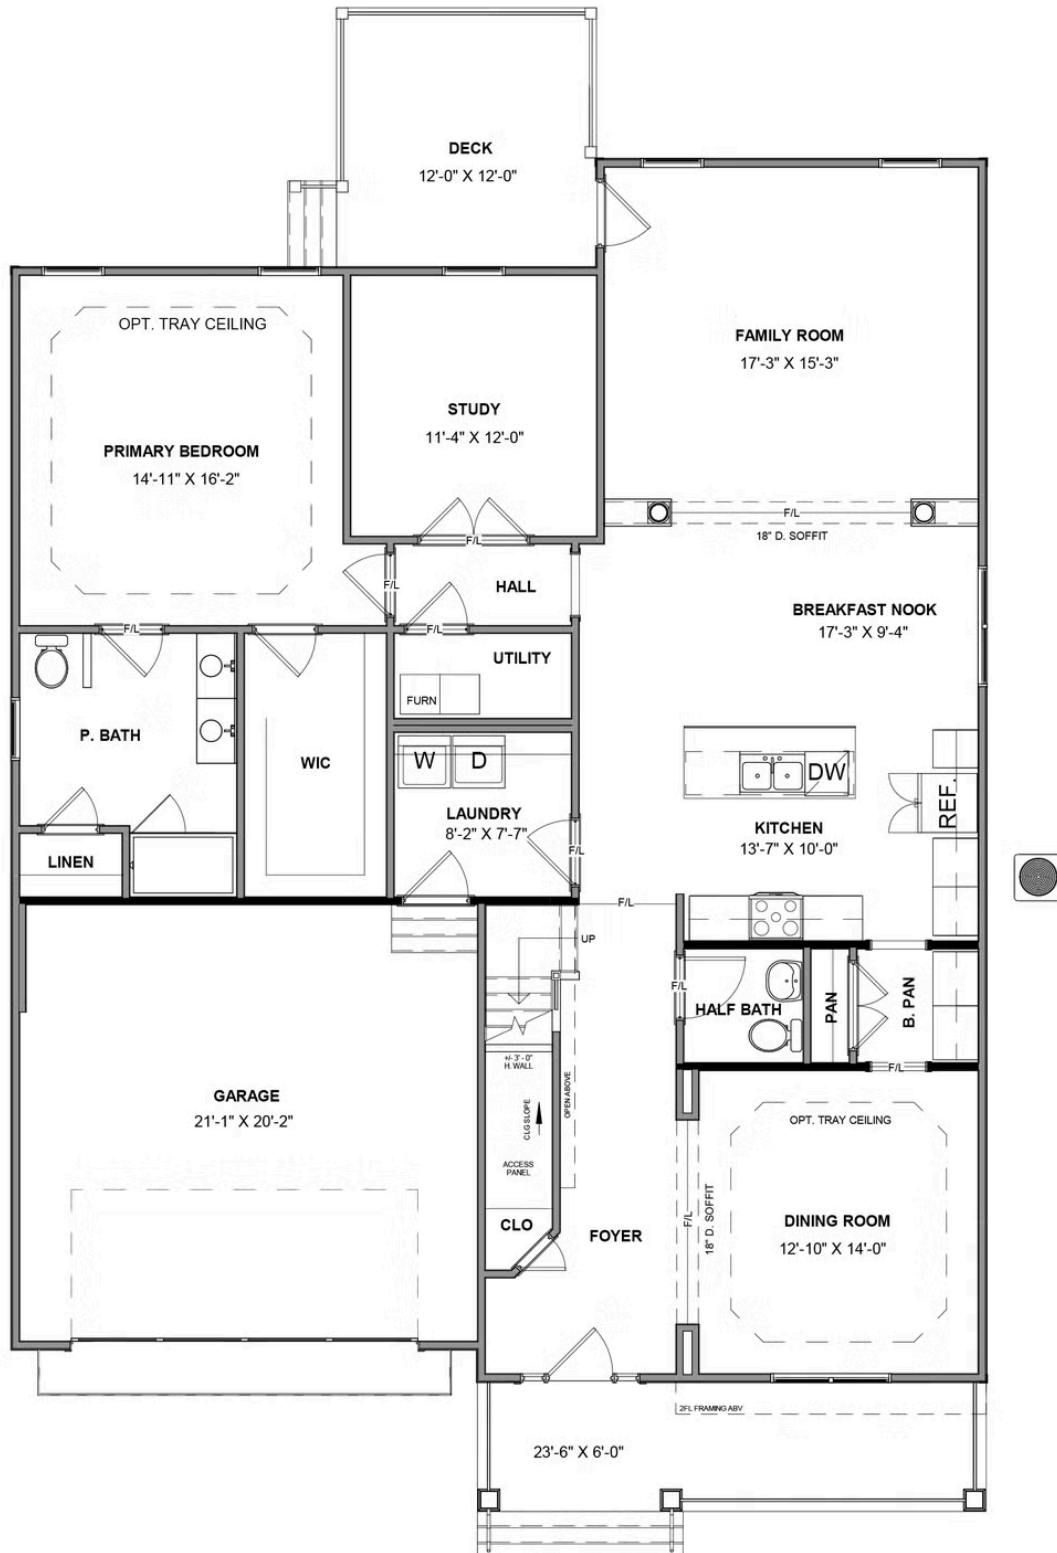 DECK
12'-0" X 12'-0"
OPT. TRAY CEILING
PRIMARY BEDROOM
14'-11" X 16'-2"
STUDY
11'-4" X 12'-0"
FAMILY ROOM
17'-3" X 15'-3"
F/L
18" D. SOFFIT
F/L
F/L
HALL
BREAKFAST NOOK
17'-3" X 9'-4"
F/L
F/L
UTILITY
FURN
P. BATH
WIC
W
D
LAUNDRY
8'-2" X 7'-7"
F/L
DW
REF.
KITCHEN
13'-7" X 10'-0"
LINEN
F/L
UP
F/L
HALF BATH
PAN
B. PAN
F/L
+/- 3'- 0"
H. WALL
OPEN ABOVE
CLG SLOPE
ACCESS
PANEL
CLO
GARAGE
21'-1" X 20'-2"
FOYER
F/L
18" D. SOFFIT
OPT. TRAY CEILING
DINING ROOM
12'-10" X 14'-0"
2FL FRAMING ABV
23'-6" X 6'-0"